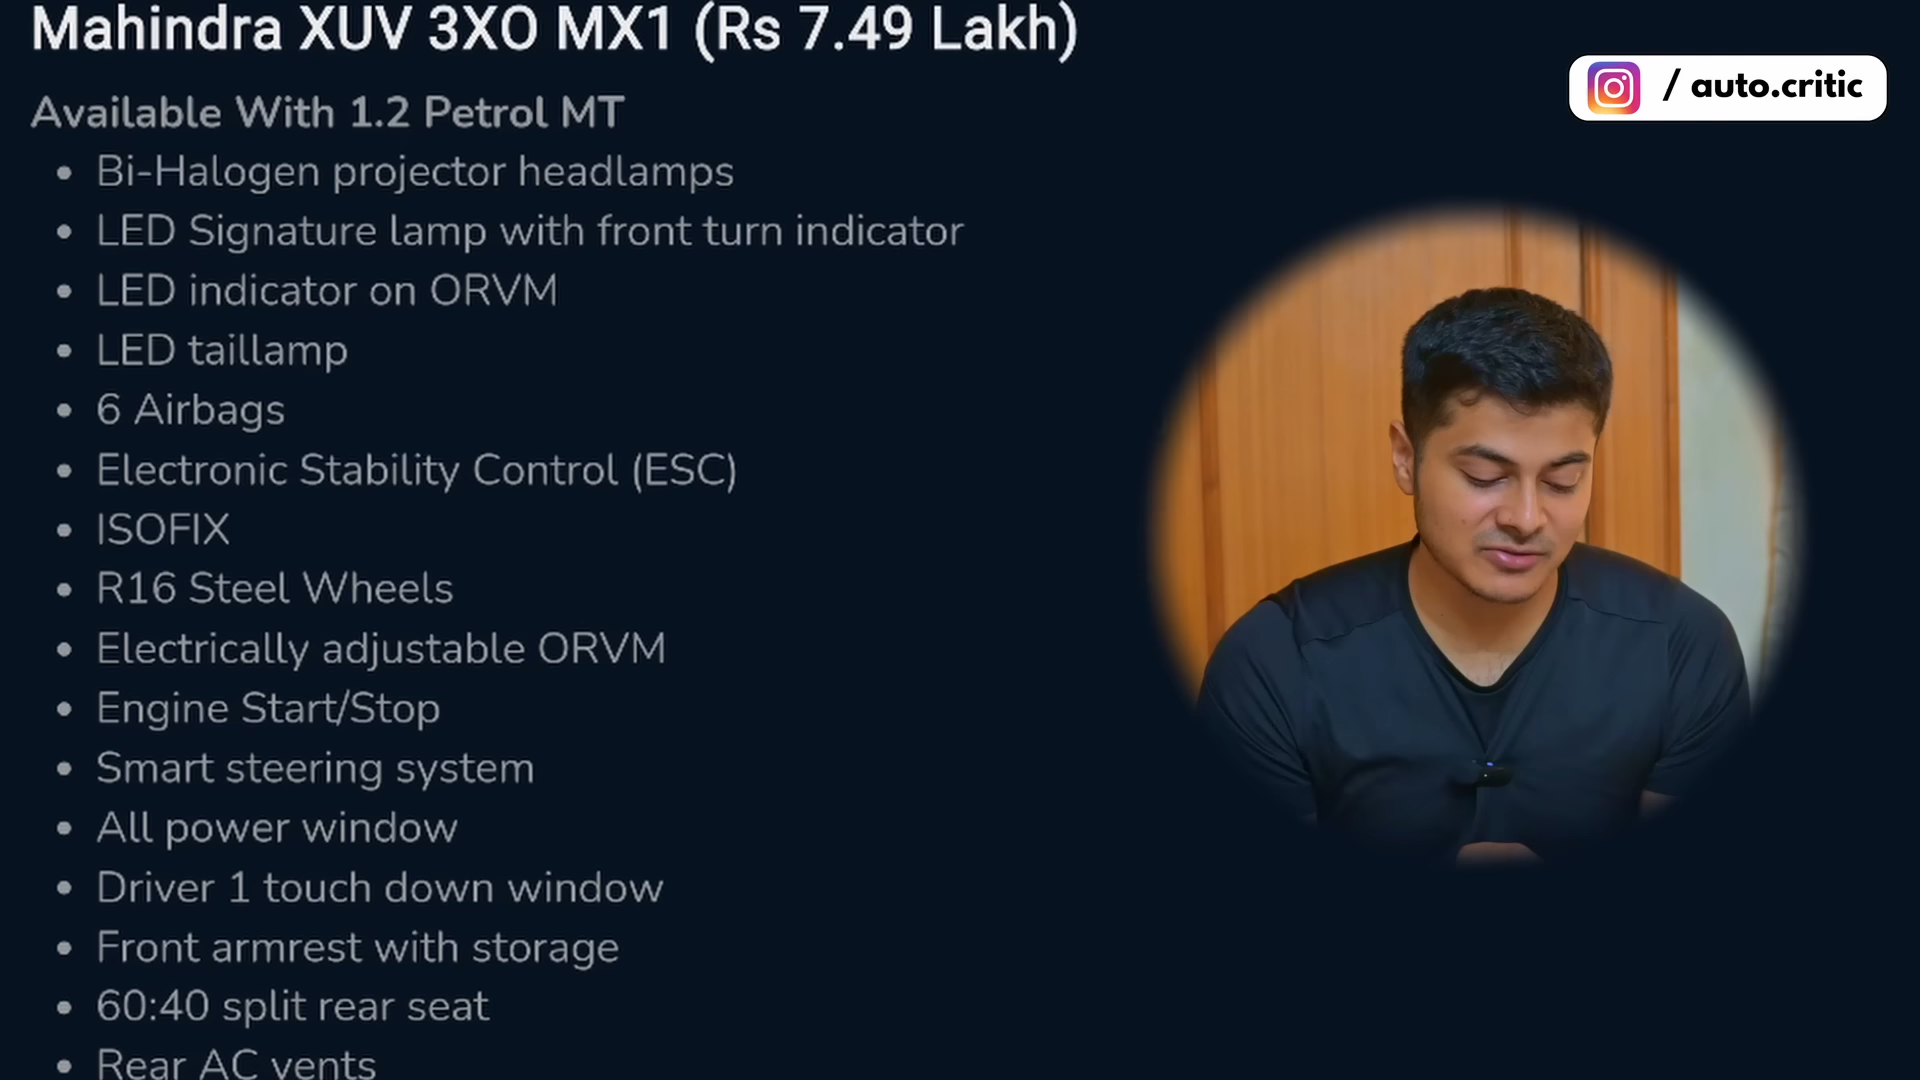 Mahindra XUV 3XO MX1 (Rs 7.49 Lakh)
/ auto.critic
Available With 1.2 Petrol MT
• Bi-Halogen projector headlamps
• LED Signature lamp with front turn indicator
• LED indicator on ORVM
• LED taillamp
• 6 Airbags
• Electronic Stability Control (ESC)
• ISOFIX
• R16 Steel Wheels
• Electrically adjustable ORVM
• Engine Start/Stop
• Smart steering system
• All power window
• Driver 1 touch down window
• Front armrest with storage
• 60:40 split rear seat
• Rear AC vents